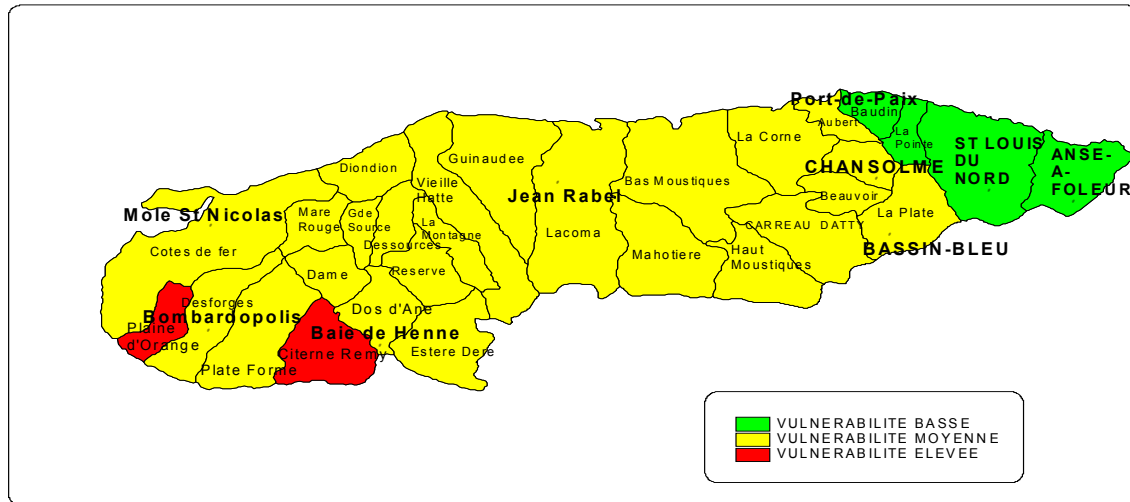 Port-de-Paix
Baudin
Aubert
La Corne
La
Pointe
ST LOUIS
DU
NORD
ANSE-
A-
FOLEUR
Guinaudee
Diondion
CHANSOLME
Vieille
Hatte
Bas Moustiques
Jean Rabel
Beauvoir
Mole St Nicolas
Mare
Rouge
Gde
Source
La
Montagne
La Plate
CARREAU DATTY
Lacoma
Dessources
BASSIN-BLEU
Cotes de fer
Mahotiere
Haut
Moustiques
Dame
Reserve
Desforges
Dos d'Ane
Bombardopolis
Plaine
d'Orange
Baie de Henne
Citerne Remy
Estere Dere
Plate Forme
VULNERABILITE BASSE
VULNERABILITE MOYENNE
VULNERABILITE ELEVEE